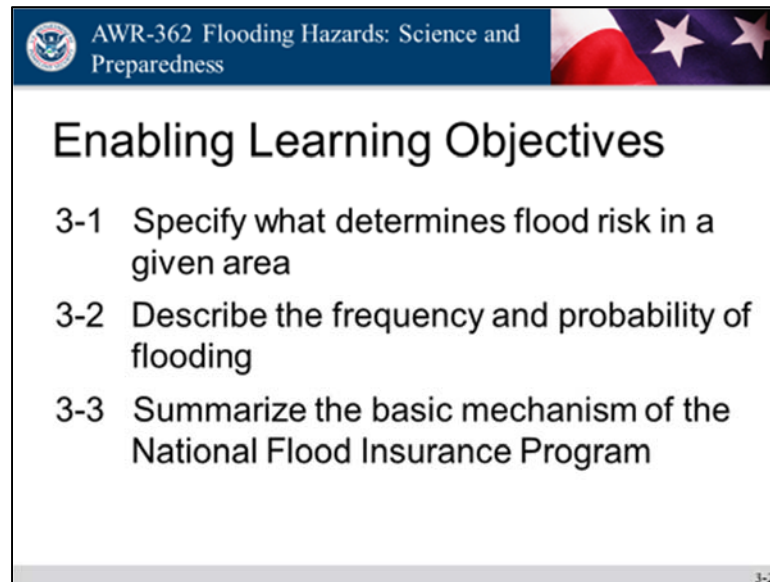 AWR-362 Flooding Hazards: Science and
Preparedness
Enabling Learning Objectives
3-1 Specify what determines flood risk in a
given area
3-2 Describe the frequency and probability of
flooding
3-3 Summarize the basic mechanism of the
National Flood Insurance Program